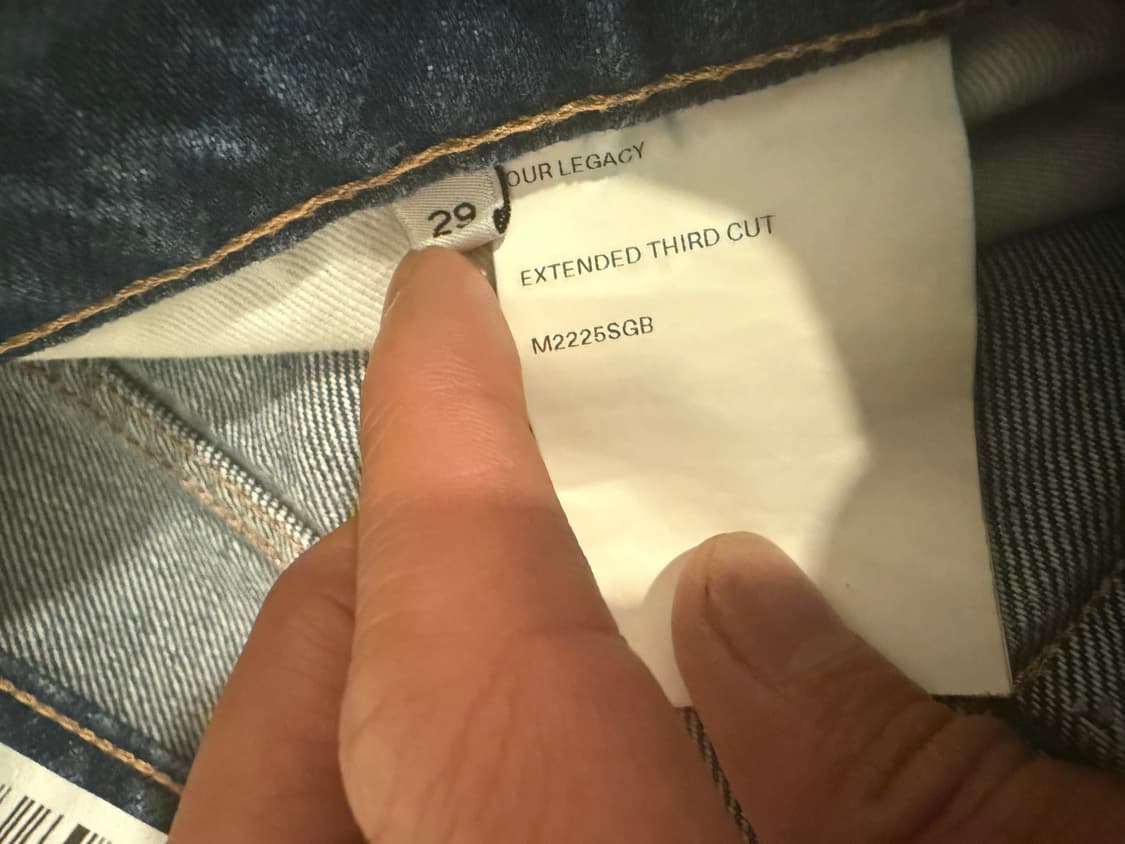 OUR LEGACY
29
EXTENDED THIRD CUT
M2225SGB